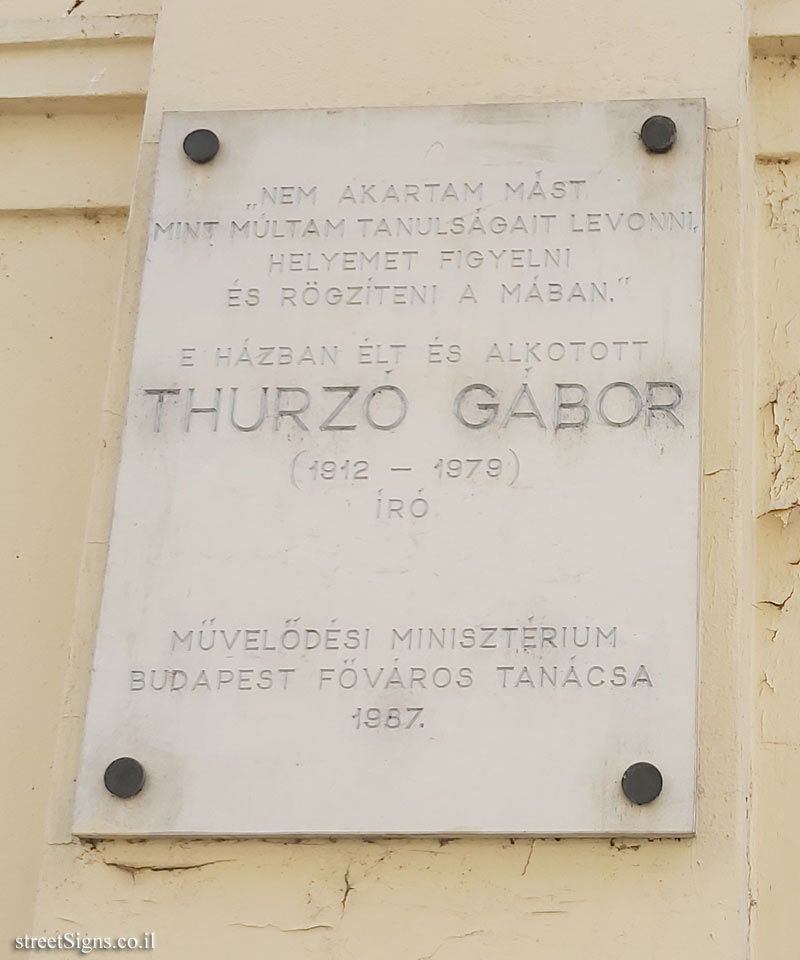 „NEM AKARTAM MÁST
MINT MÚLTAM TANULSÁGAIT LEVONNI,
HELYEMET FIGYELNI
ÉS RÖGZÍTENI A MÁBAN.”
E HÁZBAN ÉLT ÉS ALKOTOTT
THURZÓ GÁBOR
(1912 – 1979)
ÍRÓ
MŰVELŐDÉSI MINISZTÉRIUM
BUDAPEST FŐVÁROS TANÁCSA
1987.
streetSigns.co.il